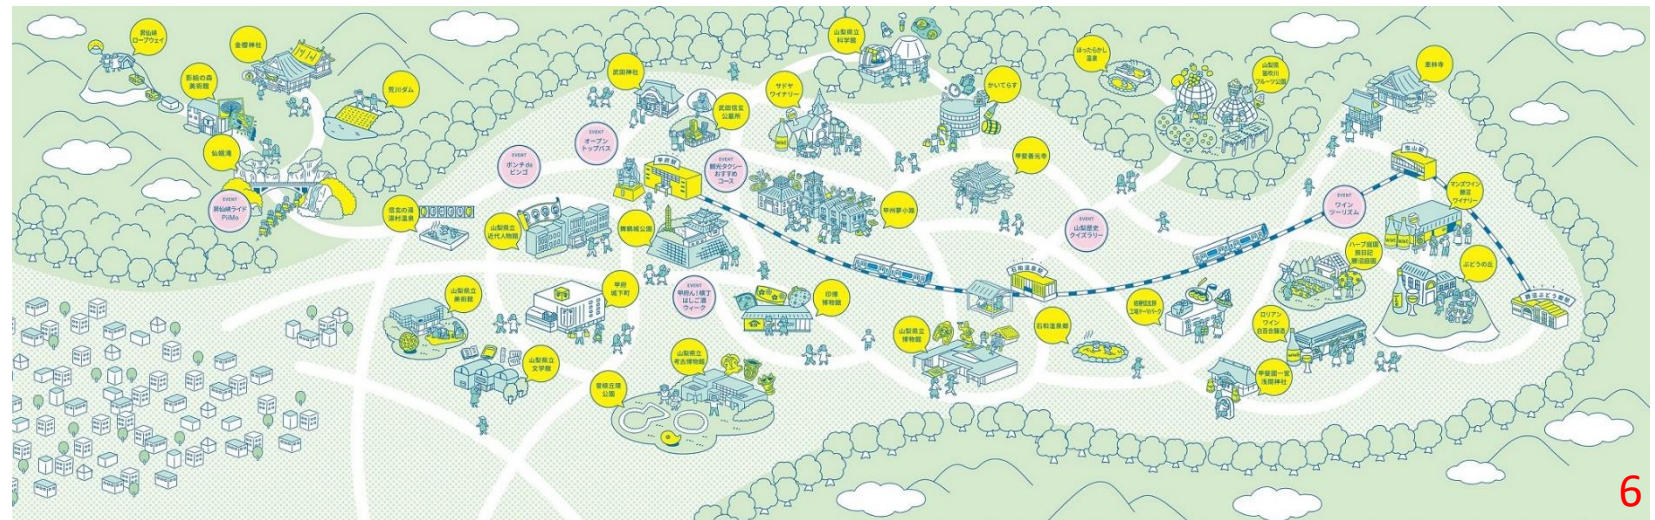 昇仙峡
ロープウェイ
金櫻神社
影絵の森
美術館
荒川ダム
仙娥滝
EVENT
昇仙峡ライド
PiiMo
武田神社
武田信玄
公墓所
サドヤ
ワイナリー
山梨県立
科学館
かいてらす
ほったらかし
温泉
山梨県
笛吹川
フルーツ公園
恵林寺
EVENT
ポンチde
ビンゴ
EVENT
オープン
トップバス
甲府駅
EVENT
観光タクシー
おすすめ
コース
甲斐善光寺
塩山駅
マンズワイン
勝沼
ワイナリー
信玄の湯
湯村温泉
山梨県立
近代人物館
舞鶴城公園
甲州夢小路
EVENT
山梨歴史
クイズラリー
EVENT
ワイン
ツーリズム
ハーブ庭園
旅日記
勝沼庭園
ぶどうの丘
山梨県立
美術館
甲府
城下町
EVENT
甲府ん!横丁
はしご酒
ウィーク
印傳
博物館
石和温泉駅
桔梗信玄餅
工場テーマパーク
勝沼ぶどう郷駅
山梨県立
文学館
山梨県立
考古博物館
曽根丘陵
公園
山梨県立
博物館
石和温泉郷
ロリアン
ワイン
白百合醸造
甲斐國一宮
浅間神社
6